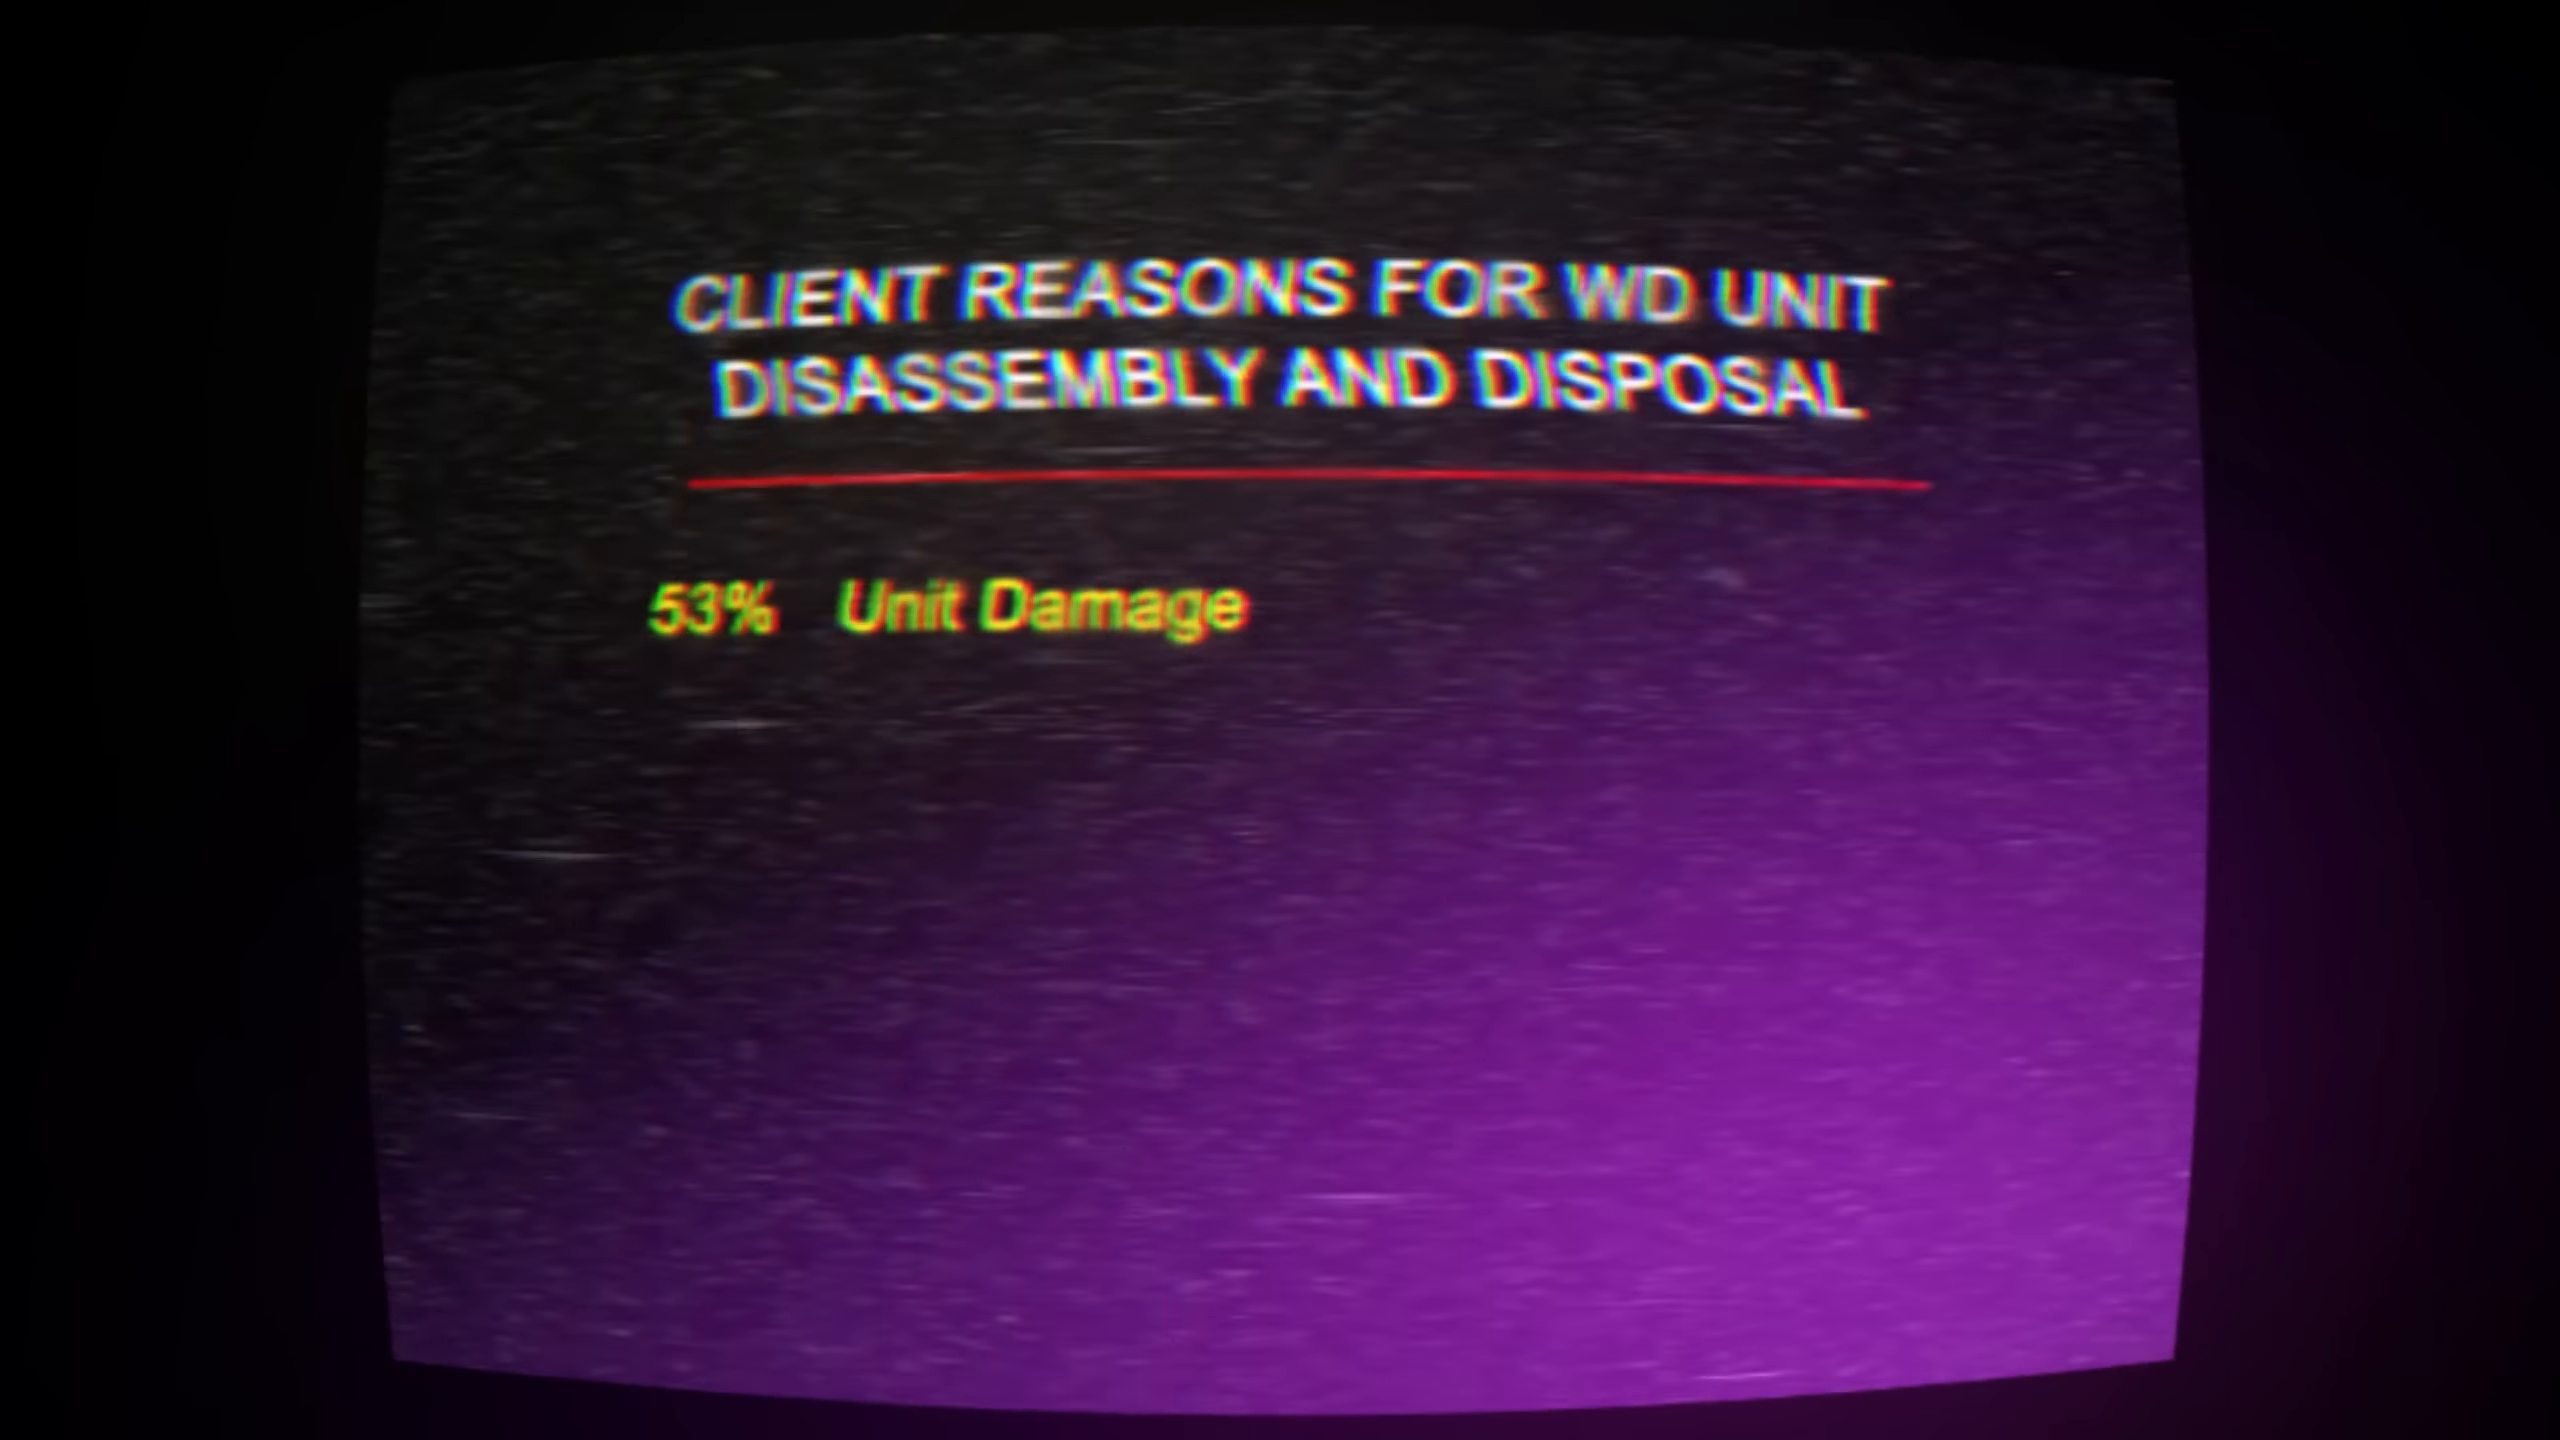 CLIENT REASONS FOR WD UNIT
DISASSEMBLY AND DISPOSAL
53% Unit Damage